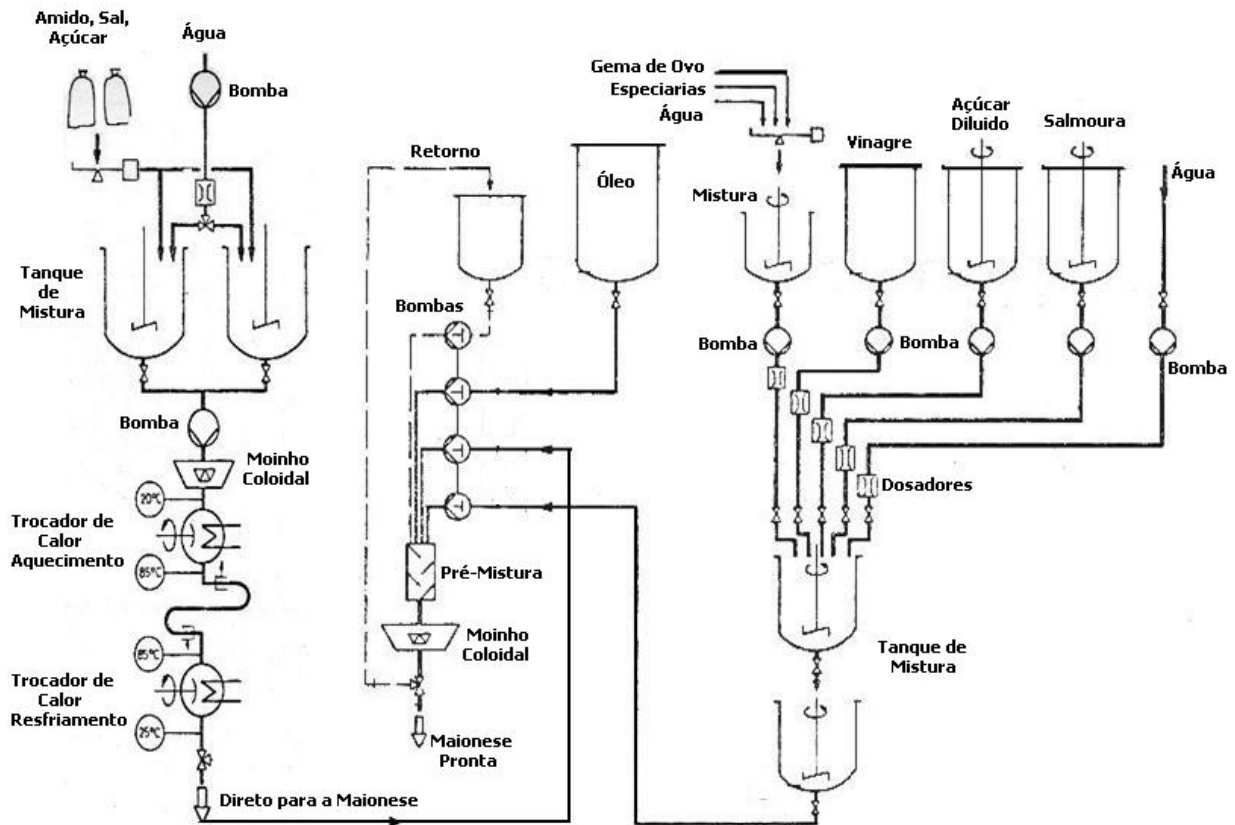 Amido, Sal,
Açúcar
Água
Bomba
Tanque
de
Mistura
Bomba
Moinho
Coloidal
20°C
Trocador de
Calor
Aquecimento
85°C
85°C
Trocador de
Calor
Resfriamento
25°C
Direto para a Maionese
Retorno
Óleo
Bombas
Pré-Mistura
Moinho
Coloidal
Maionese
Pronta
Gema de Ovo
Especiarias
Água
Mistura
Vinagre
Açúcar
Diluido
Salmoura
Água
Bomba
Bomba
Bomba
Dosadores
Tanque de
Mistura